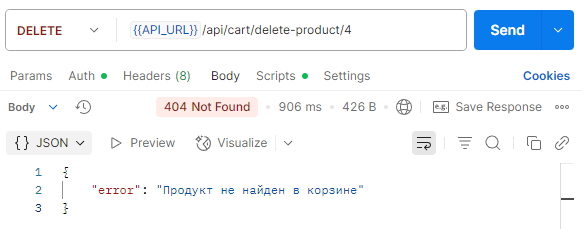 DELETE {{API_URL}}/api/cart/delete-product/4 Send
Params Auth Headers (8) Body Scripts Settings Cookies
Body 404 Not Found 906 ms 426 B e.g. Save Response
{} JSON Preview Visualize
1 {
2 "error": "Продукт не найден в корзине"
3 }